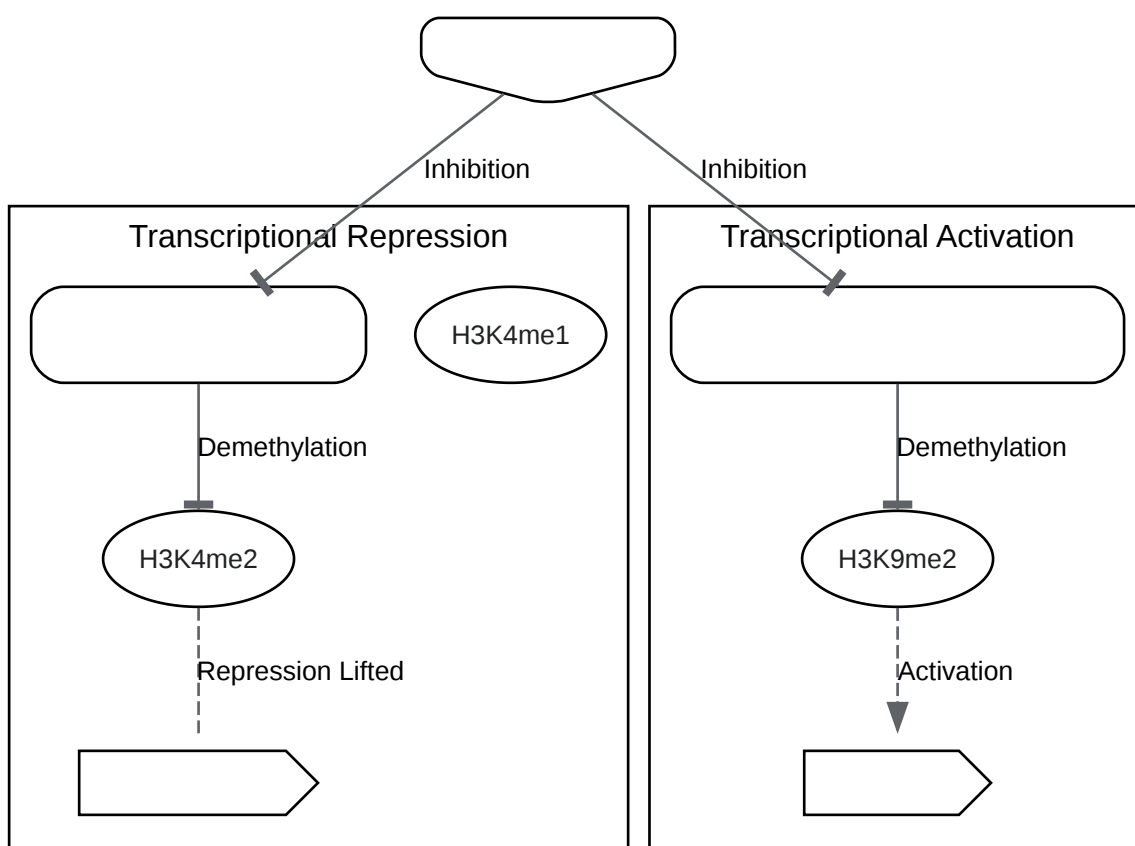 Inhibition
Inhibition
Transcriptional Repression
Transcriptional Activation
H3K4me1
Demethylation
Demethylation
H3K4me2
H3K9me2
Repression Lifted
Activation